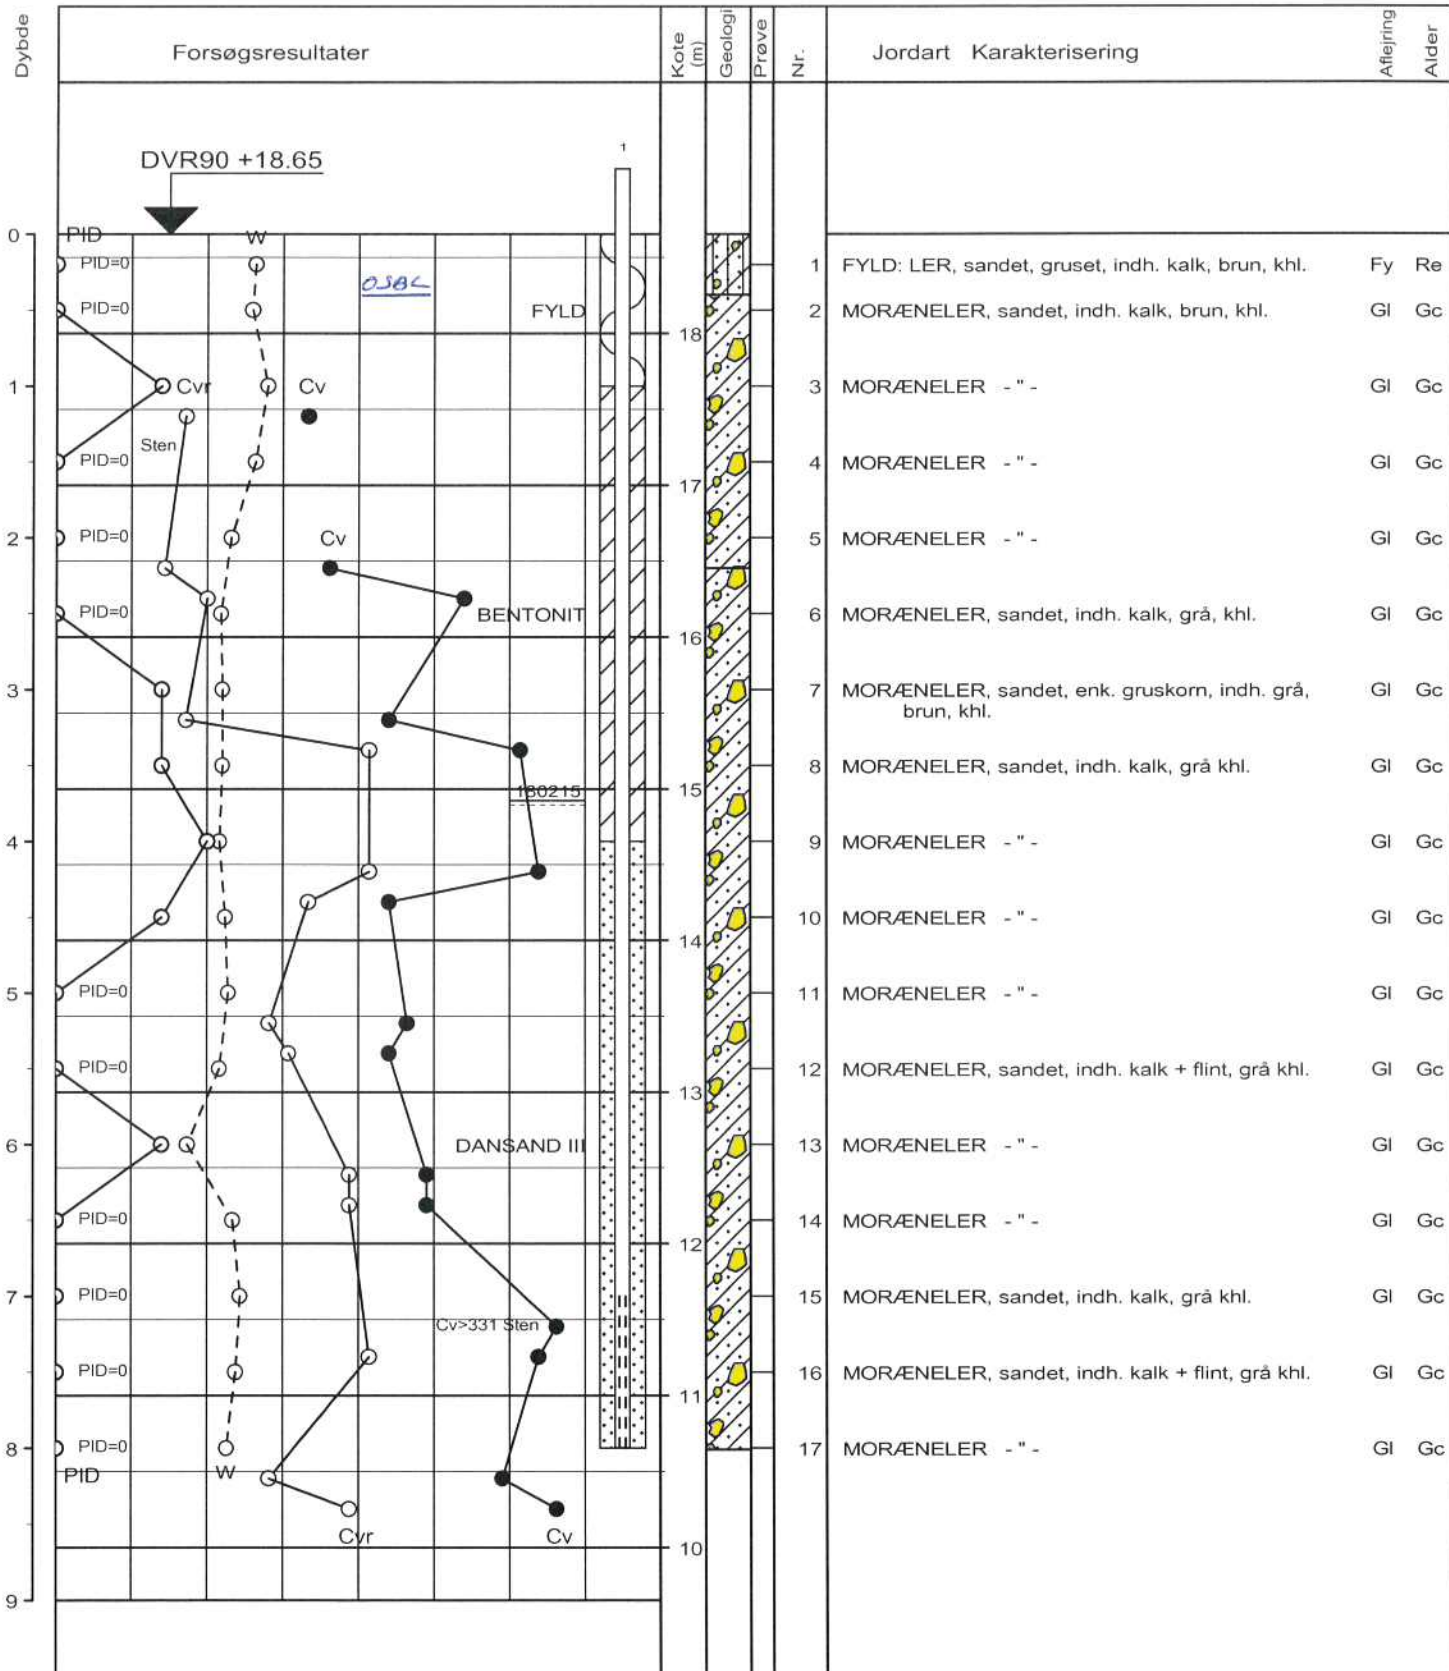 Dybde
Forsøgsresultater
Kote (m)
Geologi
Prøve
Nr.
Jordart Karakterisering
Aflejring
Alder
DVR90 +18.65
1
0
PID
W
PID=0
1 FYLD: LER, sandet, gruset, indh. kalk, brun, khl. Fy Re
OSBL
PID=0
FYLD
2 MORÆNELER, sandet, indh. kalk, brun, khl. Gl Gc
18
1
Cvr
Cv
3 MORÆNELER - " - Gl Gc
Sten
PID=0
4 MORÆNELER - " - Gl Gc
17
2
PID=0
Cv
5 MORÆNELER - " - Gl Gc
PID=0
BENTONIT
6 MORÆNELER, sandet, indh. kalk, grå, khl. Gl Gc
16
3
7 MORÆNELER, sandet, enk. gruskorn, indh. grå, Gl Gc
brun, khl.
8 MORÆNELER, sandet, indh. kalk, grå khl. Gl Gc
15
180215
4
9 MORÆNELER - " - Gl Gc
10 MORÆNELER - " - Gl Gc
14
5
PID=0
11 MORÆNELER - " - Gl Gc
PID=0
12 MORÆNELER, sandet, indh. kalk + flint, grå khl. Gl Gc
13
6
DANSAND III
13 MORÆNELER - " - Gl Gc
PID=0
14 MORÆNELER - " - Gl Gc
12
7
PID=0
15 MORÆNELER, sandet, indh. kalk, grå khl. Gl Gc
Cv>331 Sten
PID=0
16 MORÆNELER, sandet, indh. kalk + flint, grå khl. Gl Gc
11
8
PID=0
17 MORÆNELER - " - Gl Gc
PID
W
Cvr
Cv
10
9